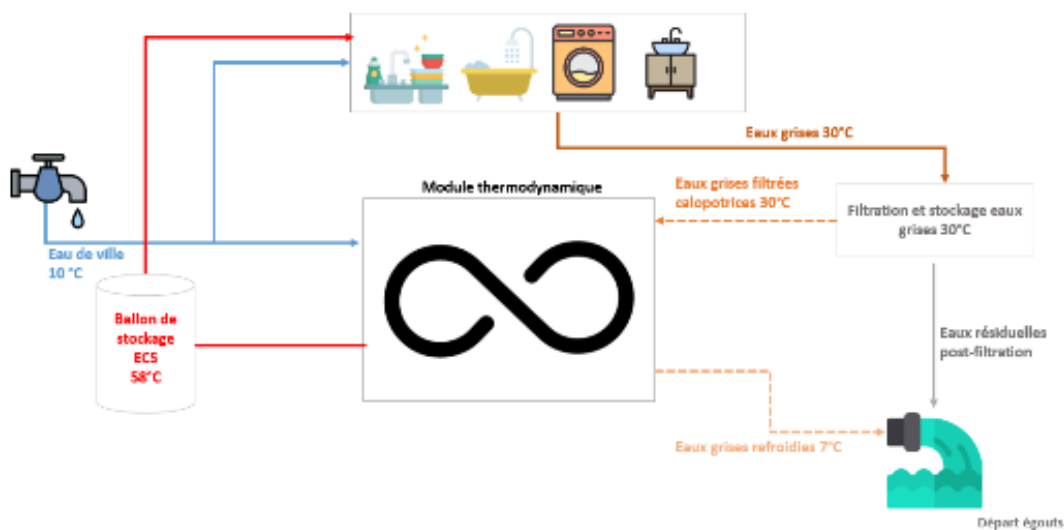 Eaux grises 30°C
Module thermodynamique
Eaux grises filtrées
calopotrices 30°C
Filtration et stockage eaux
grises 30°C
Eau de ville
10 °C
Ballon de
stockage
ECS
58°C
Eaux résiduelles
post-filtration
Eaux grises refroidies 7°C
Départ égouts